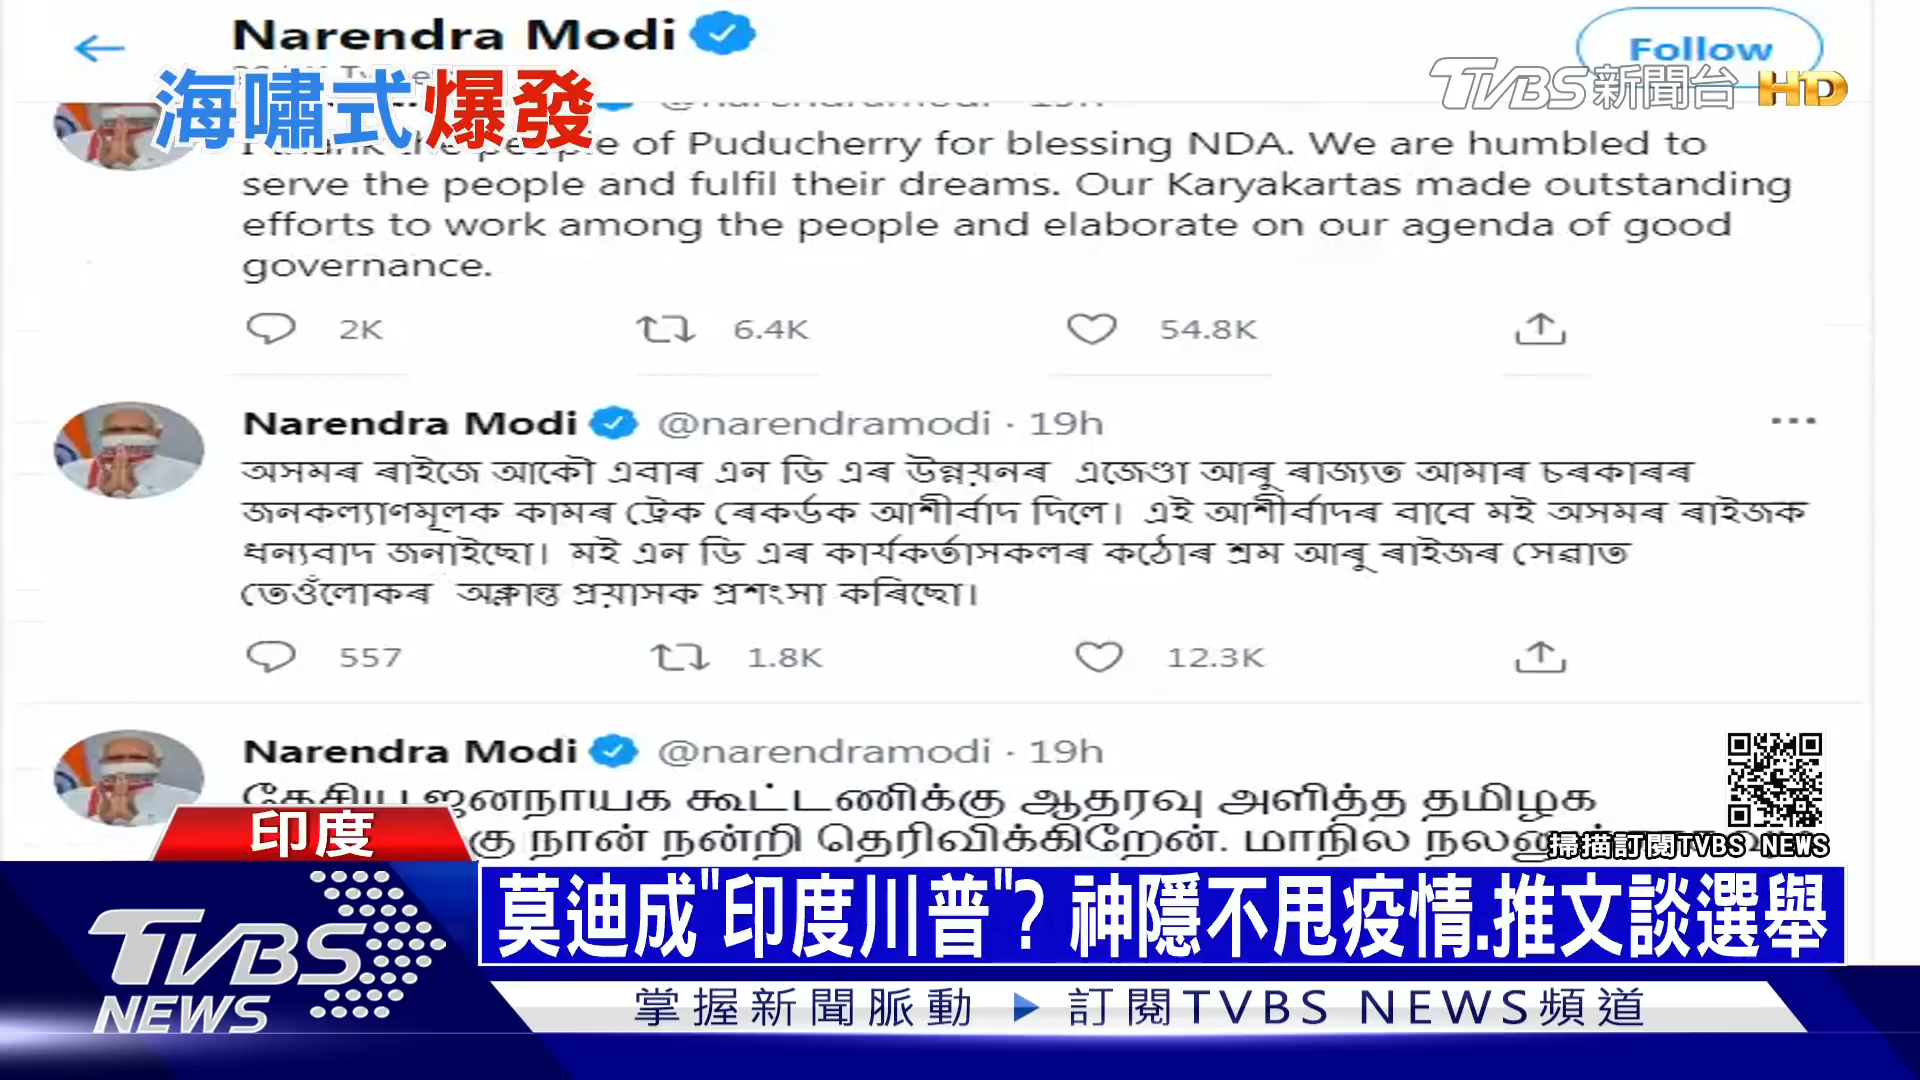 Narendra Modi
海嘯式爆發
TVBS新聞台 HD
Follow
I thank the people of Puducherry for blessing NDA. We are humbled to
serve the people and fulfil their dreams. Our Karyakartas made outstanding
efforts to work among the people and elaborate on our agenda of good
governance.
2K 6.4K 54.8K
Narendra Modi @narendramodi · 19h
অসমৰ ৰাইজে আকৌ এবাৰ এন ডি এৰ উন্নয়নৰ এজেণ্ডা আৰু ৰাজ্যত আমাৰ চৰকাৰৰ
জনকল্যাণমূলক কামৰ ট্ৰেক ৰেকৰ্ডক আশীৰ্বাদ দিলে। এই আশীৰ্বাদৰ বাবে মই অসমৰ ৰাইজক
ধন্যবাদ জনাইছো। মই এন ডি এৰ কাৰ্যকৰ্তাসকলৰ কঠোৰ শ্ৰম আৰু ৰাইজৰ সেৱাত
তেওঁলোকৰ অক্লান্ত প্ৰয়াসক প্ৰশংসা কৰিছো।
557 1.8K 12.3K
Narendra Modi @narendramodi · 19h
தேசிய ஜனநாயக கூட்டணிக்கு ஆதரவு அளித்த தமிழக
நான் நன்றி தெரிவிக்கிறேன். மாநில
掃描訂閱TVBS NEWS
印度
莫迪成"印度川普"? 神隱不甩疫情.推文談選舉
TVBS NEWS
掌握新聞脈動 ▶ 訂閱TVBS NEWS頻道